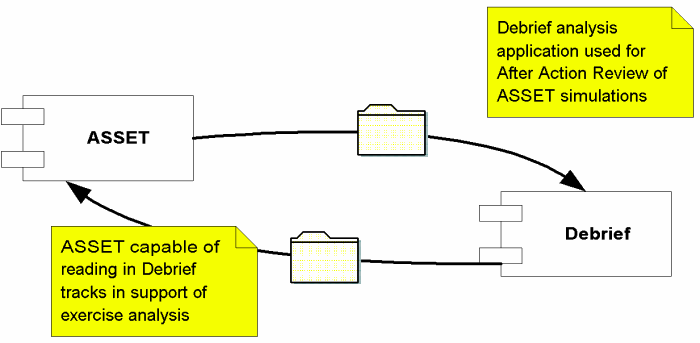 Debrief analysis
application used for
After Action Review of
ASSET simulations
ASSET
Debrief
ASSET capable of
reading in Debrief
tracks in support of
exercise analysis